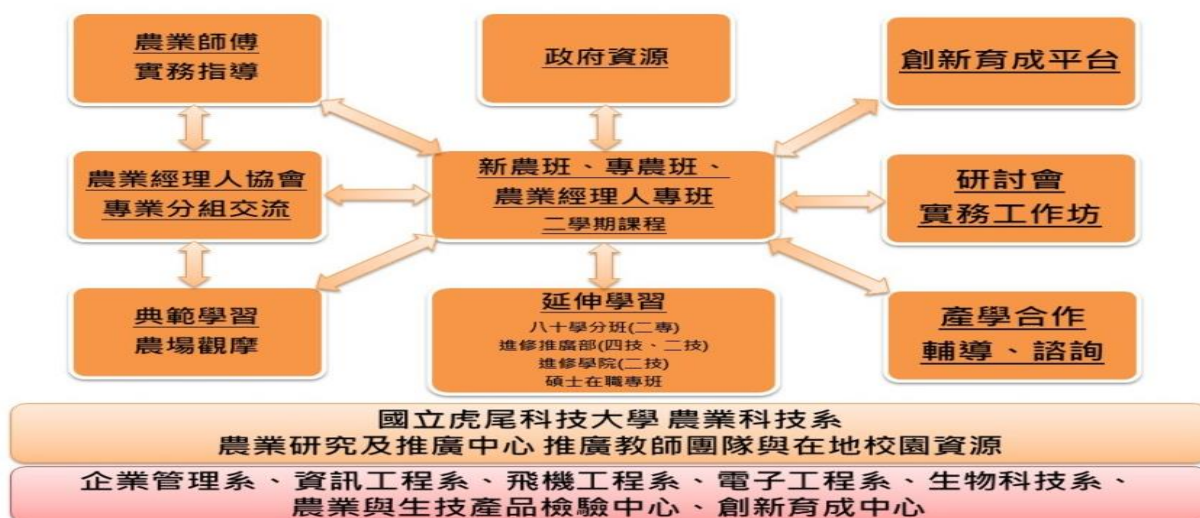 農業師傅
實務指導
政府資源
創新育成平台
農業經理人協會
專業分組交流
新農班、專農班、
農業經理人專班
二學期課程
研討會
實務工作坊
典範學習
農場觀摩
延伸學習
八十學分班(二專)
進修推廣部(四技、二技)
進修學院(二技)
碩士在職專班
產學合作
輔導、諮詢
國立虎尾科技大學 農業科技系
農業研究及推廣中心 推廣教師團隊與在地校園資源
企業管理系、資訊工程系、飛機工程系、電子工程系、生物科技系、
農業與生技產品檢驗中心、創新育成中心